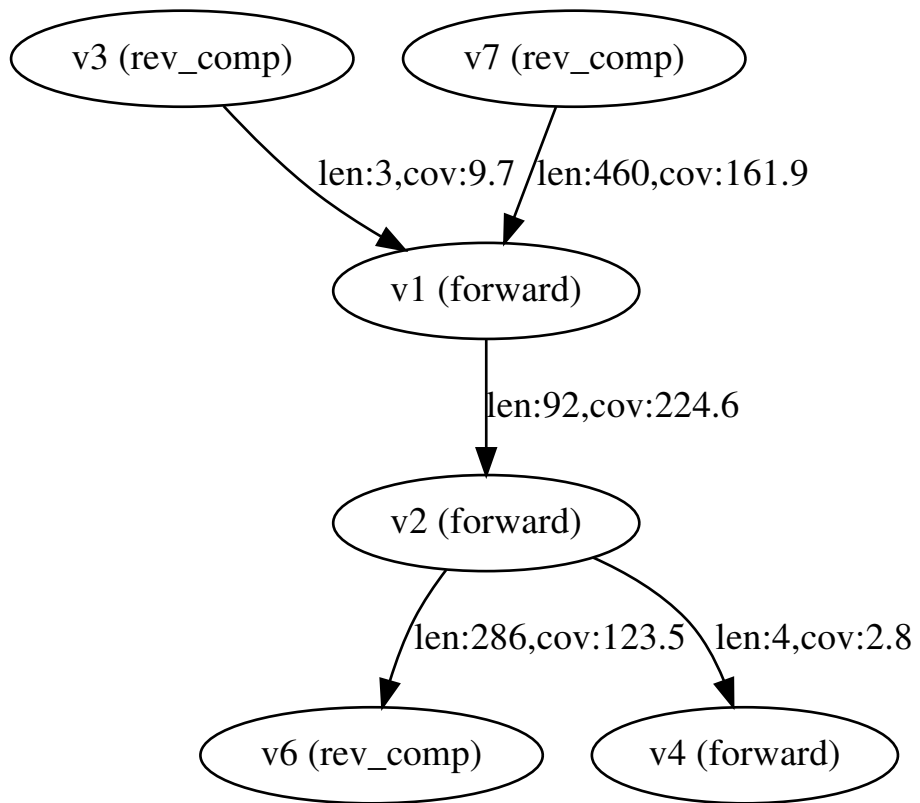 v3 (rev_comp)
v7 (rev_comp)
len:3,cov:9.7
len:460,cov:161.9
v1 (forward)
len:92,cov:224.6
v2 (forward)
len:286,cov:123.5
len:4,cov:2.8
v6 (rev_comp)
v4 (forward)